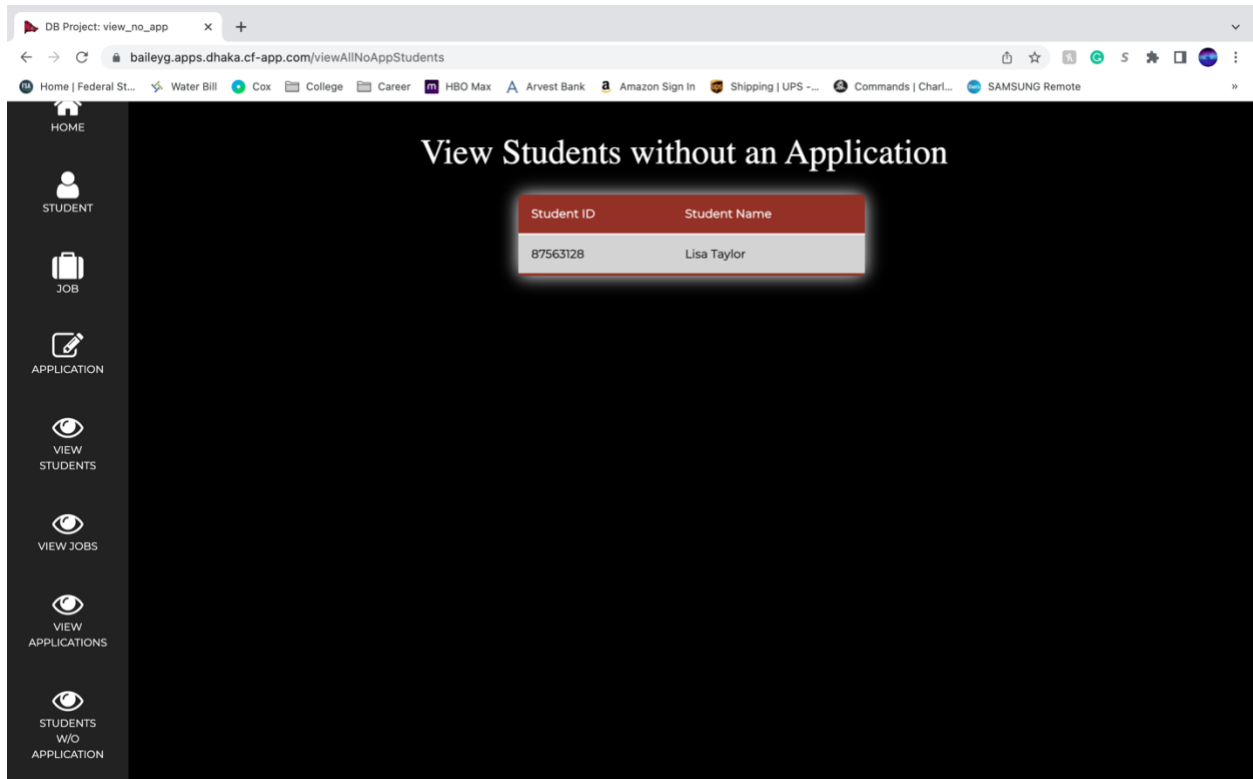 DB Project: view_no_app
baileyg.apps.dhaka.cf-app.com/viewAllNoAppStudents
Home | Federal St... Water Bill Cox College Career HBO Max Arvest Bank Amazon Sign In Shipping | UPS -... Commands | Charl... SAMSUNG Remote »
HOME
STUDENT
JOB
APPLICATION
VIEW
STUDENTS
VIEW JOBS
VIEW
APPLICATIONS
STUDENTS
W/O
APPLICATION
View Students without an Application
Student ID Student Name
87563128 Lisa Taylor